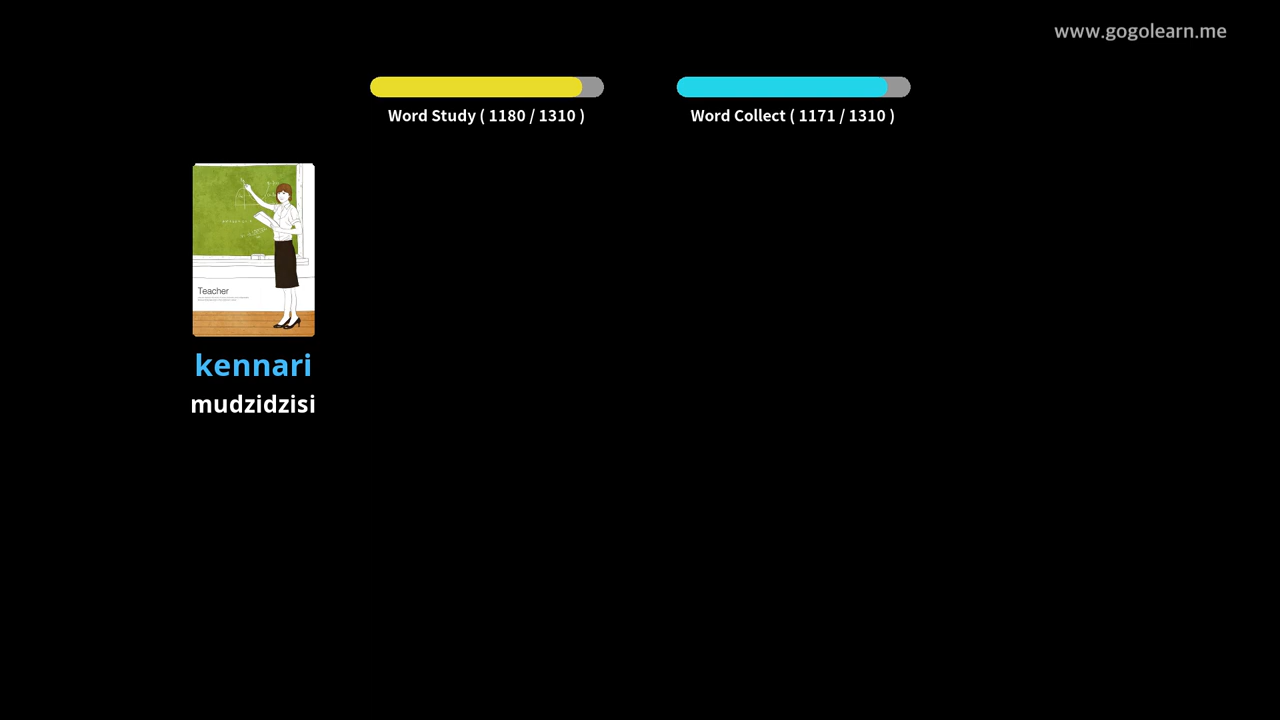 www.gogolearn.me
Word Study ( 1180 / 1310 )
Word Collect ( 1171 / 1310 )
Teacher
kennari
mudzidzisi